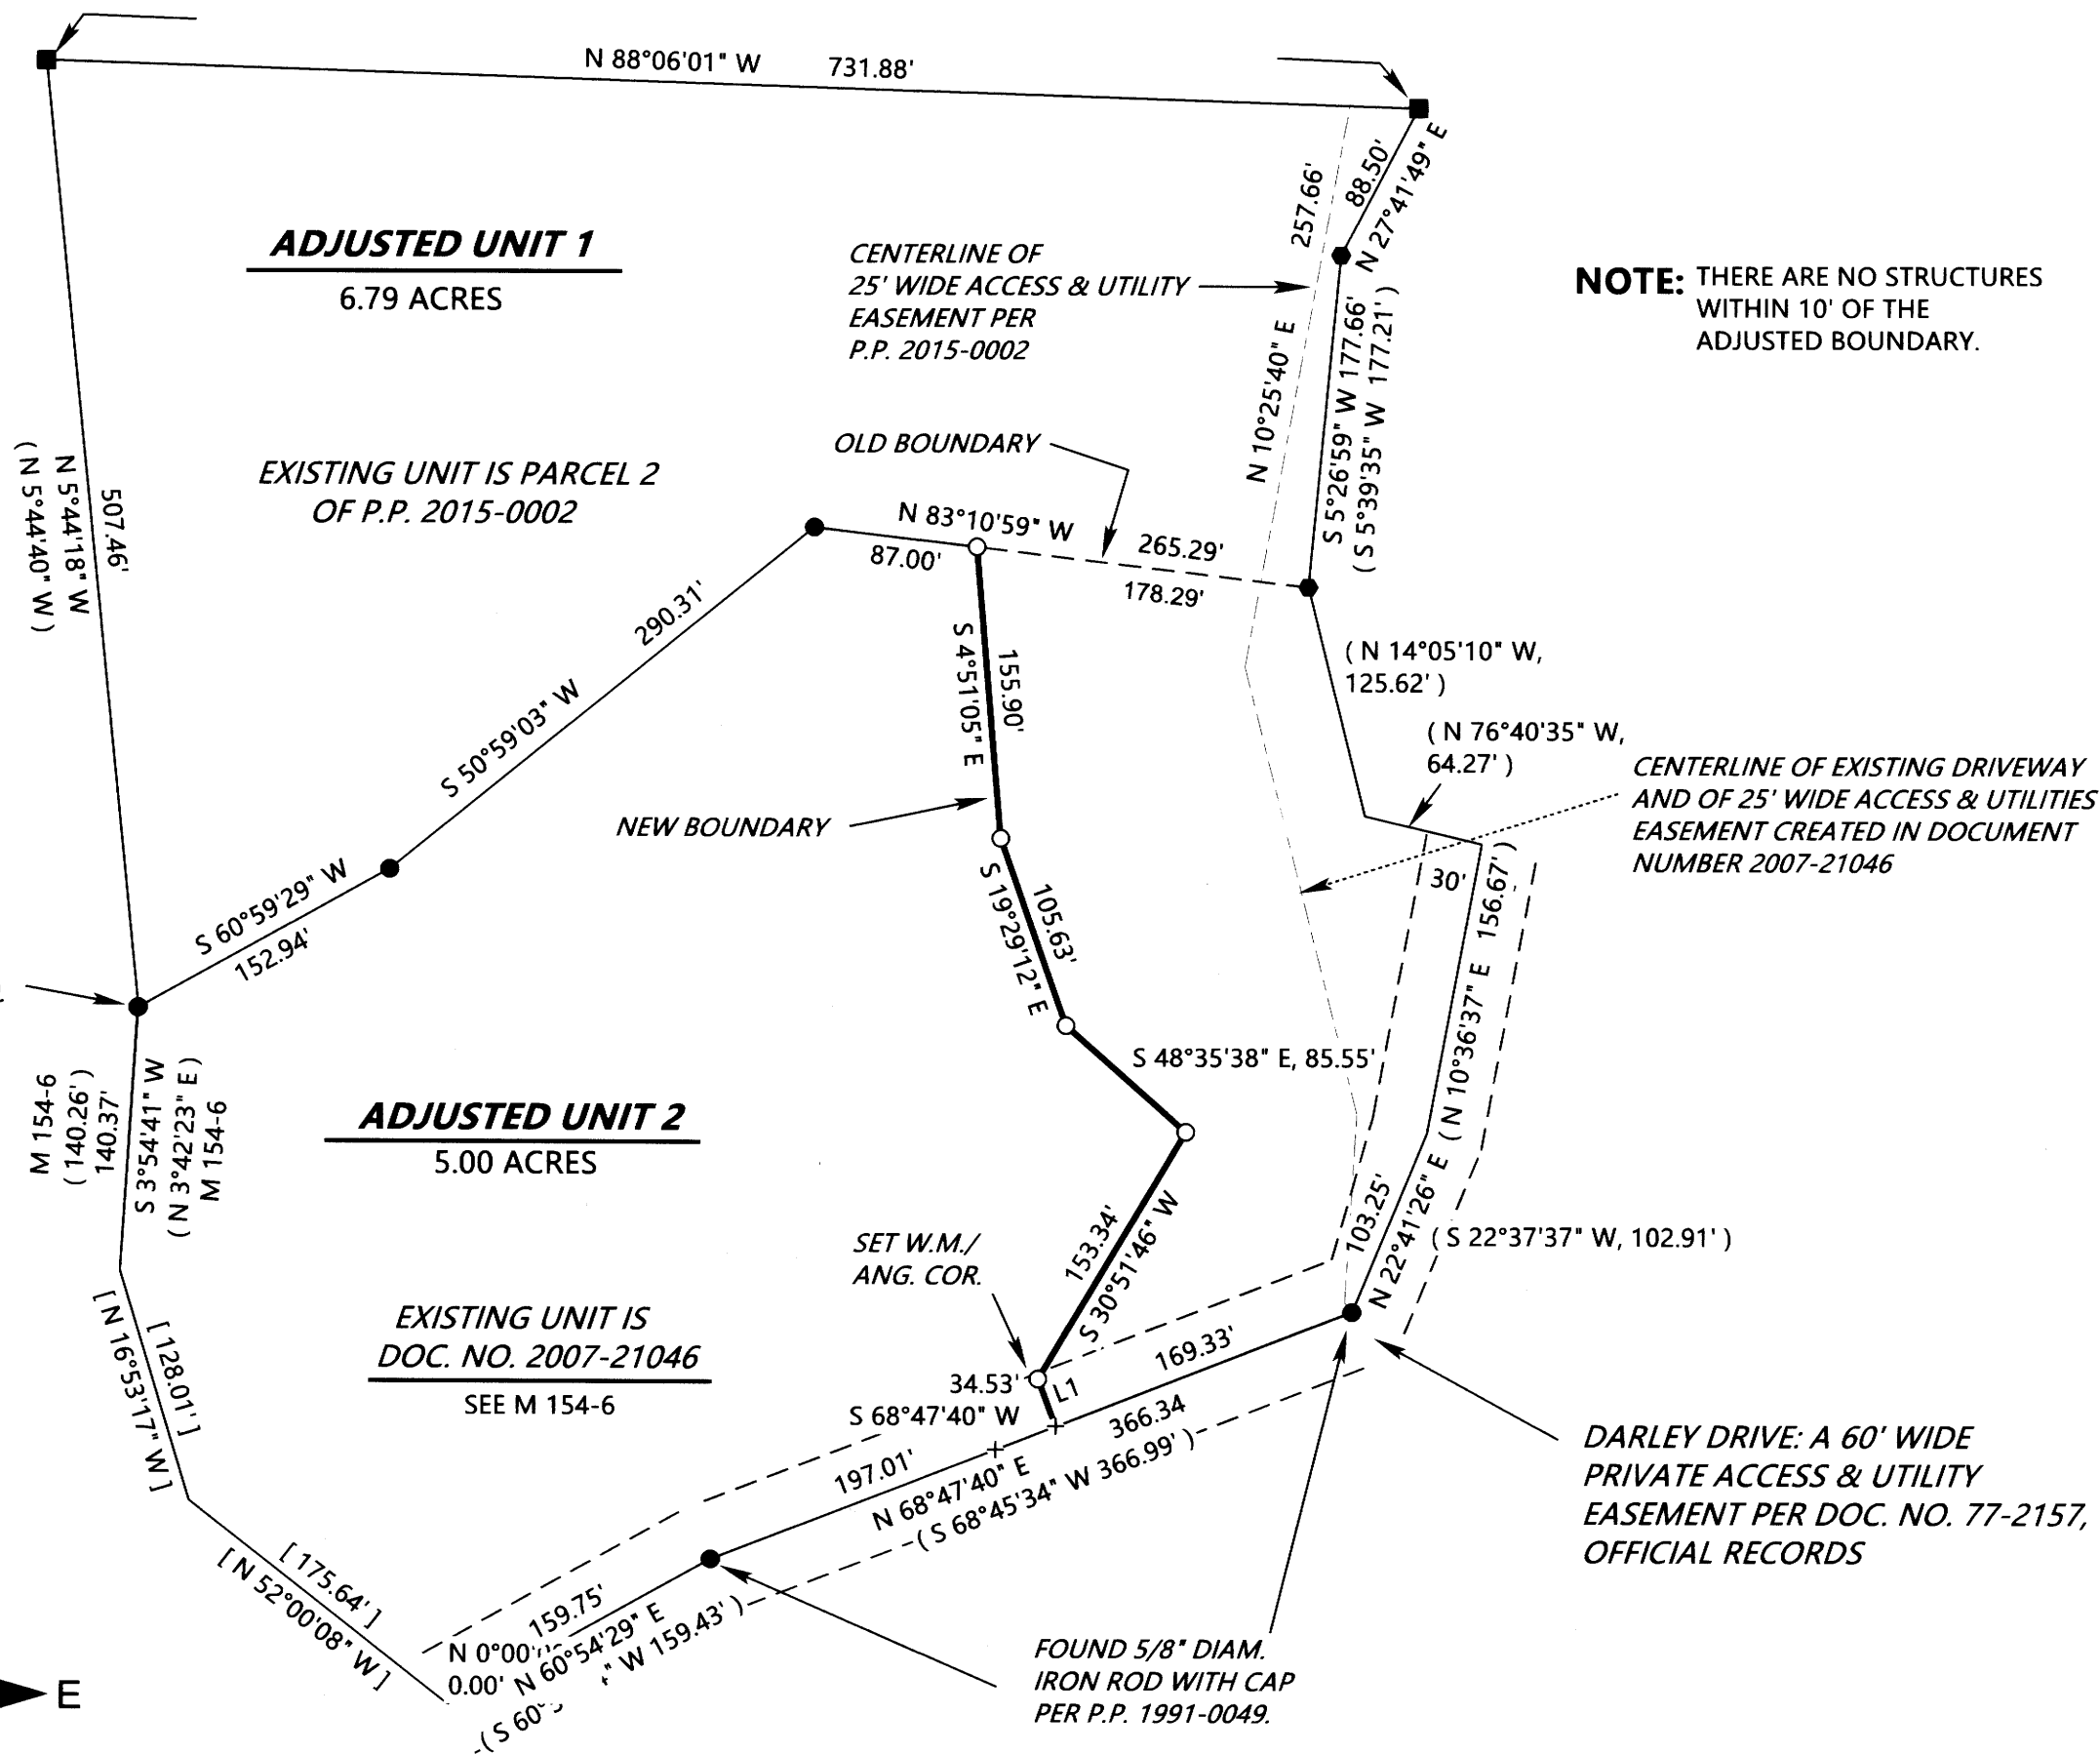 N 88°06'01" W 731.88'
88.50'
N 27°41'49" E
257.66'
N 10°25'40" E
S 5°26'59" W 177.66'
( S 5°39'35" W 177.21' )
ADJUSTED UNIT 1
6.79 ACRES
CENTERLINE OF
25' WIDE ACCESS & UTILITY
EASEMENT PER
P.P. 2015-0002
NOTE: THERE ARE NO STRUCTURES
WITHIN 10' OF THE
ADJUSTED BOUNDARY.
OLD BOUNDARY
EXISTING UNIT IS PARCEL 2
OF P.P. 2015-0002
507.46'
N 5°44'18" W
( N 5°44'40" W )
N 83°10'59" W
87.00'
265.29'
178.29'
290.31'
S 50°59'03" W
155.90'
S 4°51'05" E
( N 14°05'10" W,
125.62' )
( N 76°40'35" W,
64.27' )
CENTERLINE OF EXISTING DRIVEWAY
AND OF 25' WIDE ACCESS & UTILITIES
EASEMENT CREATED IN DOCUMENT
NUMBER 2007-21046
NEW BOUNDARY
S 60°59'29" W
152.94'
105.63'
S 19°29'12" E
30'
( N 10°36'37" E 156.67' )
S 48°35'38" E, 85.55'
M 154-6
( 140.26' )
140.37'
S 3°54'41" W
( N 3°42'23" E )
M 154-6
ADJUSTED UNIT 2
5.00 ACRES
103.25'
N 22°41'26" E
( S 22°37'37" W, 102.91' )
153.34'
S 30°51'46" W
SET W.M./
ANG. COR.
EXISTING UNIT IS
DOC. NO. 2007-21046
SEE M 154-6
[ 128.01' ]
[ N 16°53'17" W ]
34.53'
L1
S 68°47'40" W
169.33'
366.34
197.01'
N 68°47'40" E
( S 68°45'34" W 366.99' )
DARLEY DRIVE: A 60' WIDE
PRIVATE ACCESS & UTILITY
EASEMENT PER DOC. NO. 77-2157,
OFFICIAL RECORDS
[ 175.64' ]
[ N 52°00'08" W ]
159.75'
N 60°54'29" E
N 0°00'
0.00'
( S 60°
" W 159.43' )
FOUND 5/8" DIAM.
IRON ROD WITH CAP
PER P.P. 1991-0049.
E